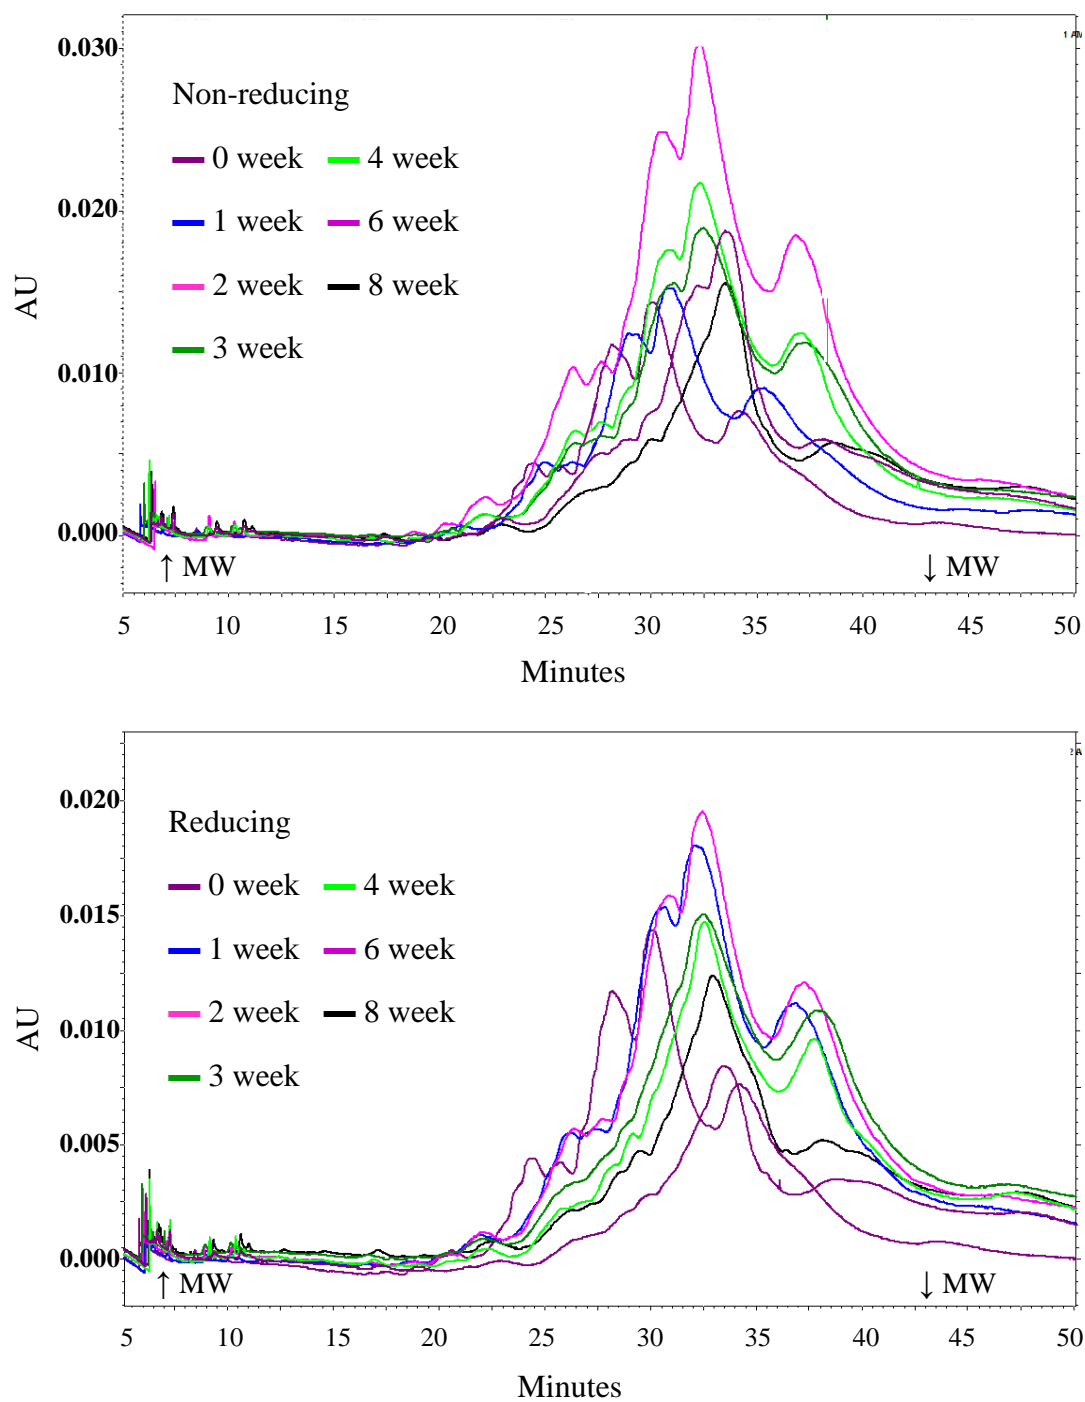 0.030
1 AM
Non-reducing
0 week 4 week
0.020
1 week 6 week
2 week 8 week
AU
3 week
0.010
0.000
↑ MW ↓ MW
5 10 15 20 25 30 35 40 45 50
Minutes
0.020
Reducing
0 week 4 week
0.015
1 week 6 week
2 week 8 week
AU
0.010
3 week
0.005
0.000
↑ MW ↓ MW
5 10 15 20 25 30 35 40 45 50
Minutes